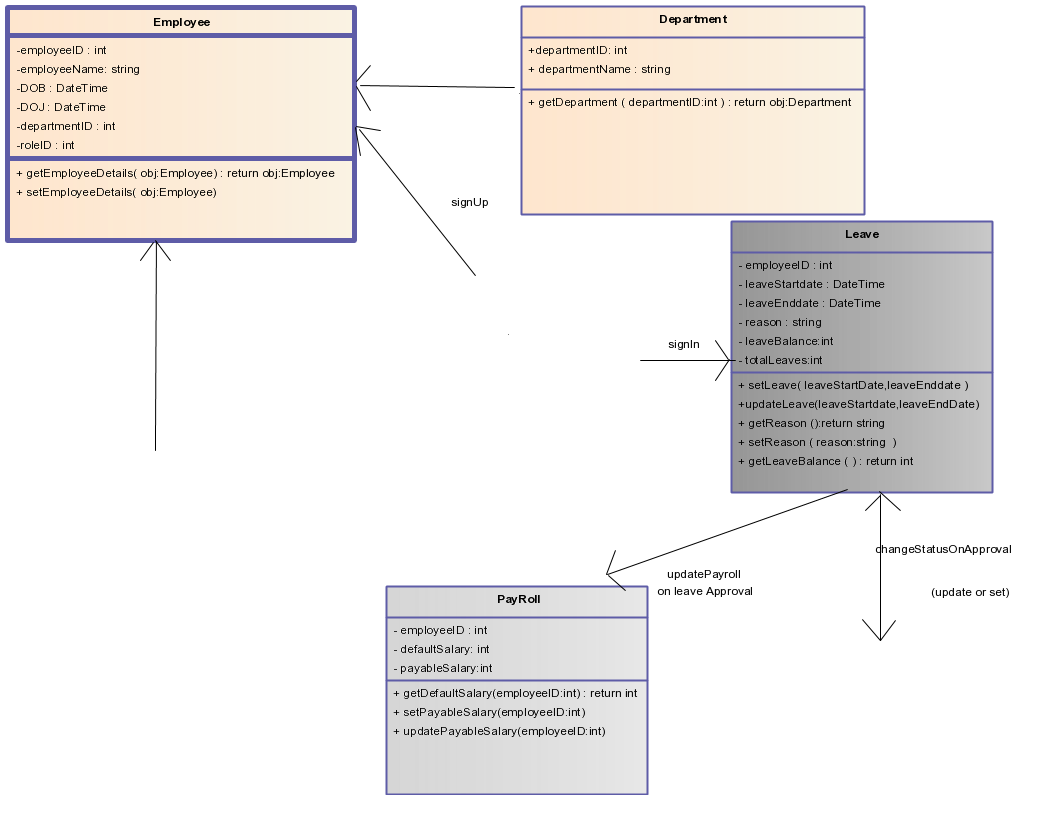 Employee
-employeeID : int
-employeeName: string
-DOB : DateTime
-DOJ : DateTime
-departmentID : int
-roleID : int
+ getEmployeeDetails( obj:Employee) : return obj:Employee
+ setEmployeeDetails( obj:Employee)
Department
+departmentID: int
+ departmentName : string
+ getDepartment ( departmentID:int ) : return obj:Department
signUp
signIn
Leave
- employeeID : int
- leaveStartdate : DateTime
- leaveEnddate : DateTime
- reason : string
- leaveBalance:int
- totalLeaves:int
+ setLeave( leaveStartDate,leaveEnddate )
+updateLeave(leaveStartdate,leaveEndDate)
+ getReason ():return string
+ setReason ( reason:string )
+ getLeaveBalance ( ) : return int
changeStatusOnApproval
(update or set)
updatePayroll
on leave Approval
PayRoll
- employeeID : int
- defaultSalary: int
- payableSalary:int
+ getDefaultSalary(employeeID:int) : return int
+ setPayableSalary(employeeID:int)
+ updatePayableSalary(employeeID:int)